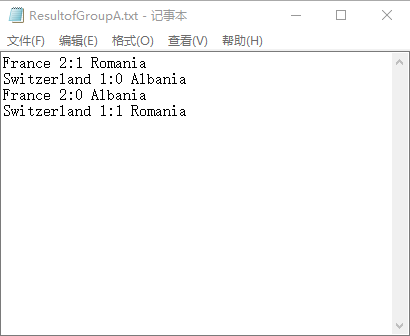 ResultofGroupA.txt - 记事本
文件(F) 编辑(E) 格式(O) 查看(V) 帮助(H)
France 2:1 Romania
Switzerland 1:0 Albania
France 2:0 Albania
Switzerland 1:1 Romania